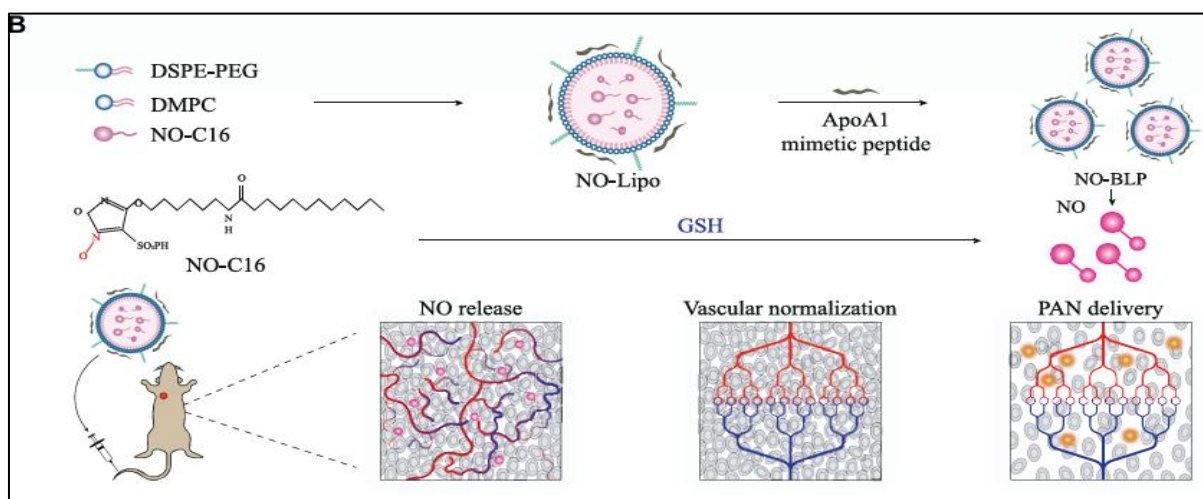 B
DSPE-PEG
DMPC
NO-C16
NO-Lipo
ApoA1
mimetic peptide
NO-BLP
NO
O
N
O
O
N
H
O
N
SO₂PH
O
NO-C16
GSH
NO release
Vascular normalization
PAN delivery